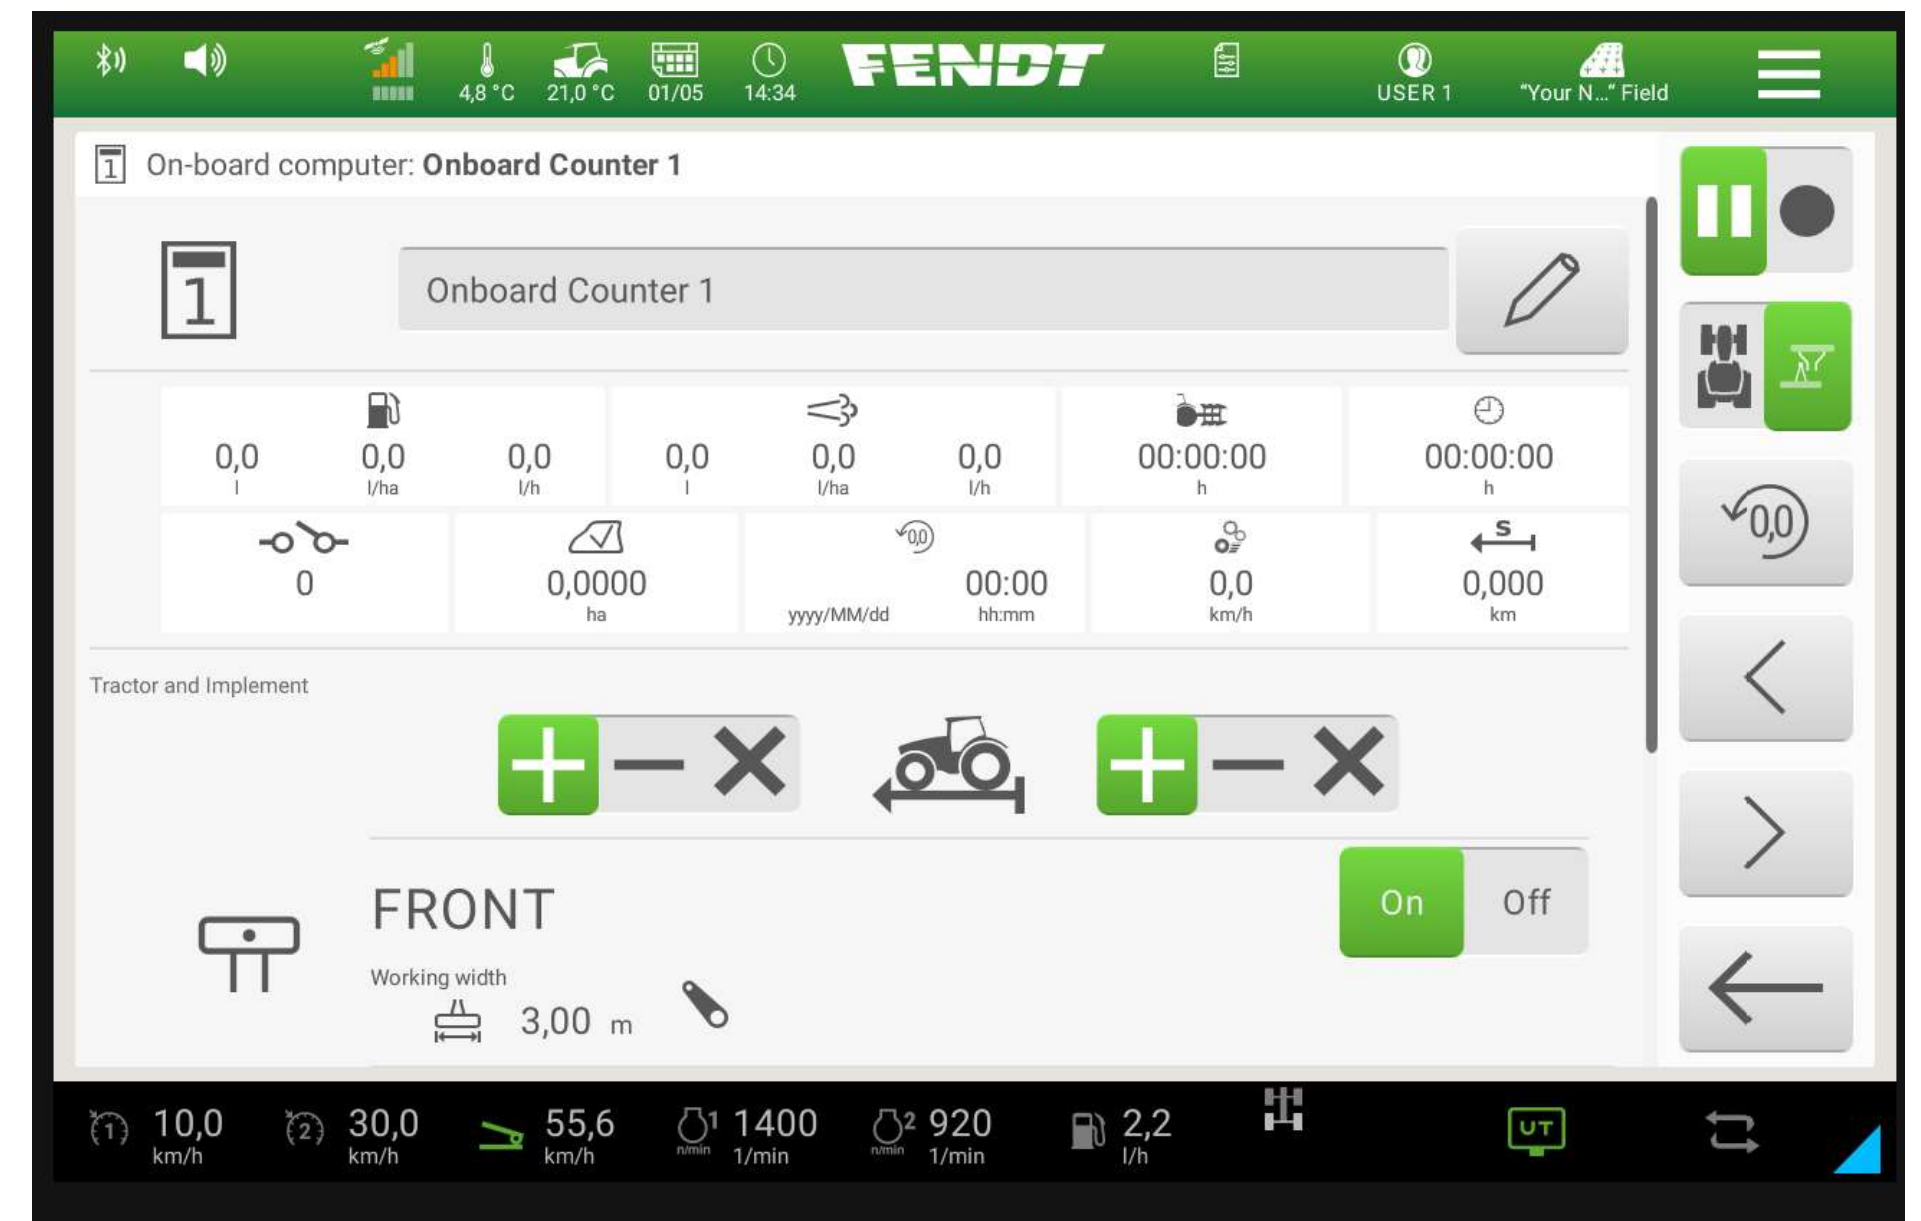 FENDT
4,8 °C 21,0 °C 01/05 14:34 USER 1 "Your N..." Field
1 On-board computer: Onboard Counter 1
1 Onboard Counter 1
0,0 0,0 0,0 0,0 0,0 0,0 00:00:00 00:00:00
l l/ha l/h l l/ha l/h h h
0,0
0,0 S
0 0,0000 00:00 0,0 0,000
ha yyyy/MM/dd hh:mm km/h km
Tractor and Implement
FRONT On Off
Working width
3,00 m
1 10,0 2 30,0 55,6 1 1400 2 920 2,2 UT
km/h km/h km/h n/min 1/min n/min 1/min l/h